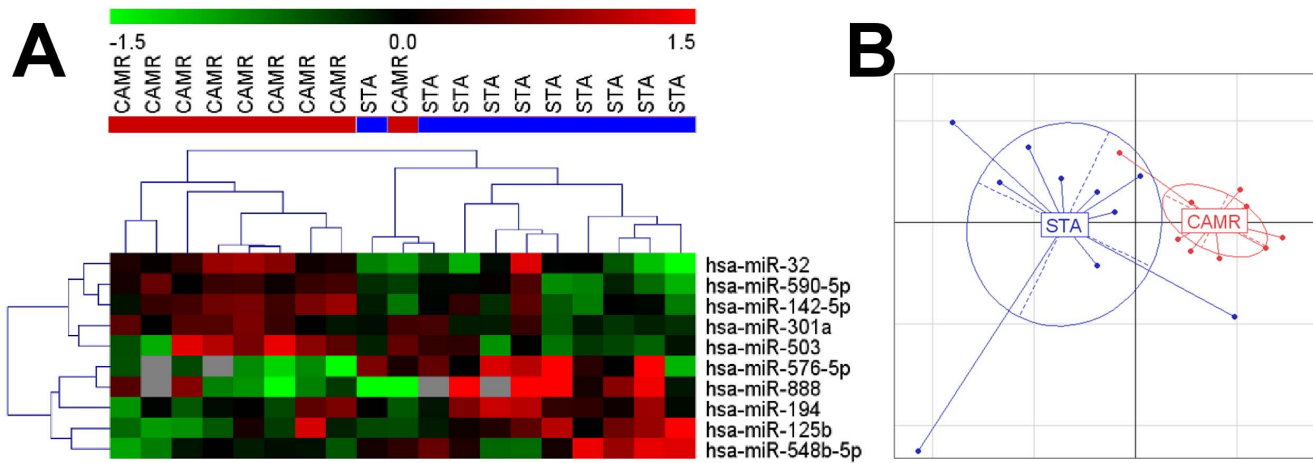 A
B
-1.5 0.0 1.5
CAMR CAMR CAMR CAMR CAMR CAMR CAMR CAMR STA CAMR STA STA STA STA STA STA STA STA STA
hsa-miR-32
hsa-miR-590-5p
hsa-miR-142-5p
hsa-miR-301a
hsa-miR-503
hsa-miR-576-5p
hsa-miR-888
hsa-miR-194
hsa-miR-125b
hsa-miR-548b-5p
STA
CAMR